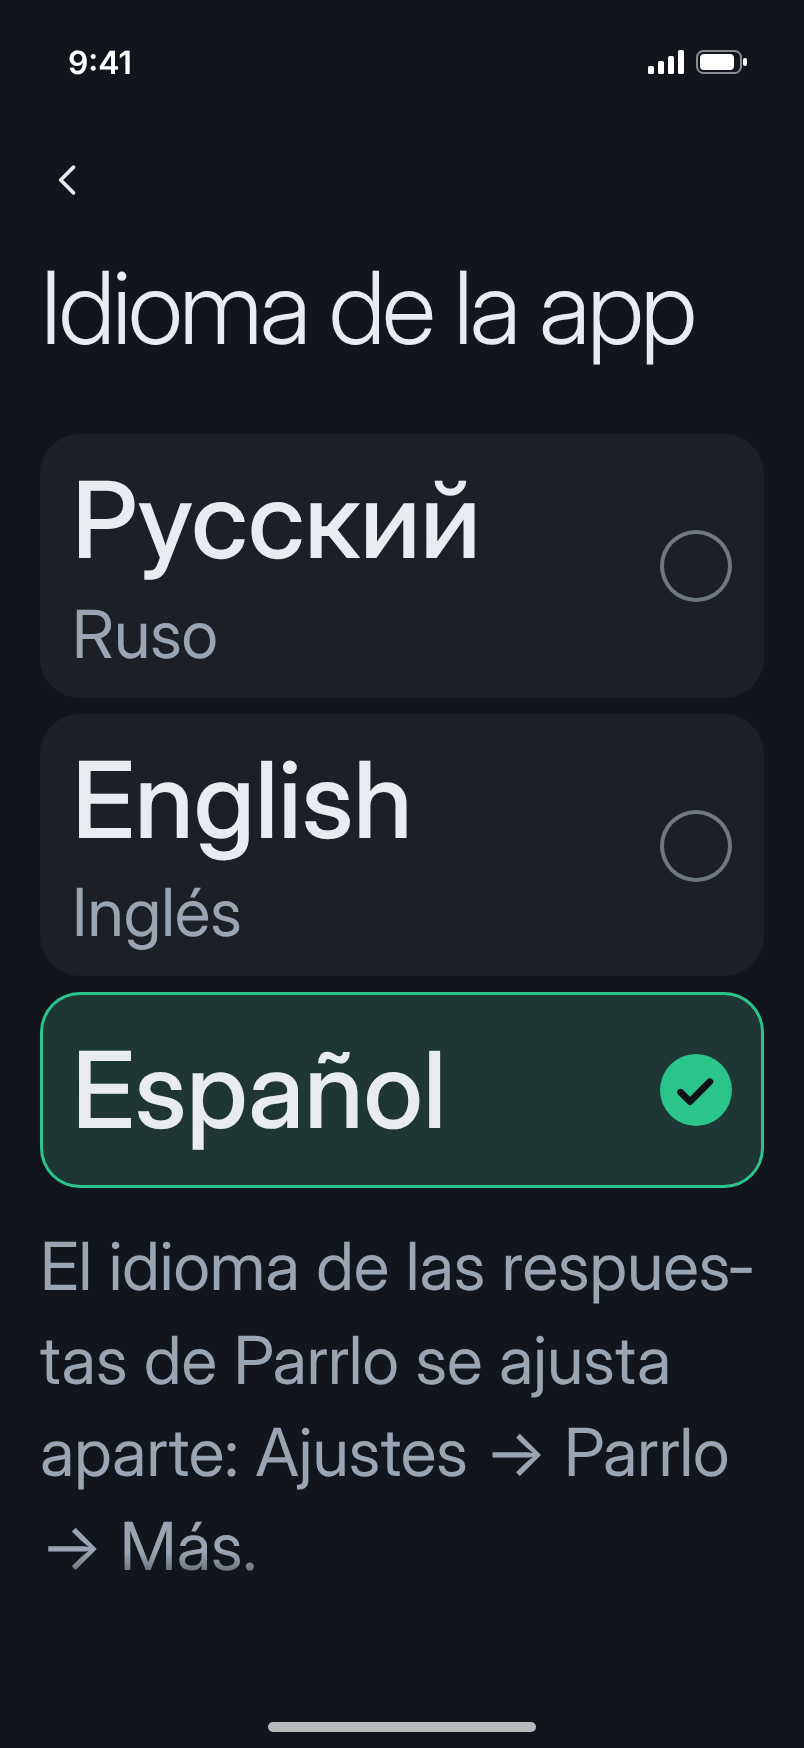 9:41
Idioma de la app
Русский
Ruso
English
Inglés
Español
El idioma de las respues-
tas de Parrlo se ajusta
aparte: Ajustes → Parrlo
→ Más.